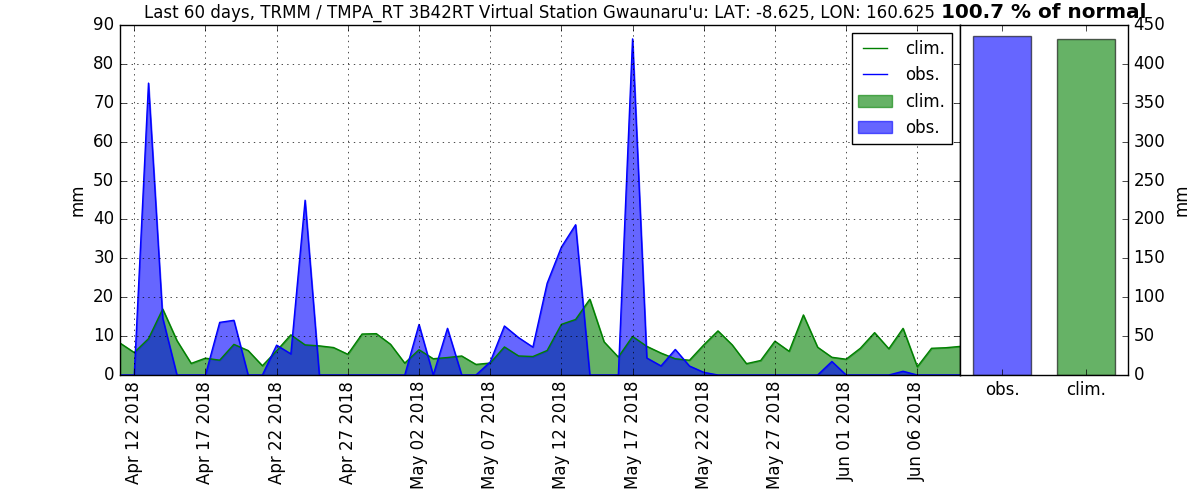 Last 60 days, TRMM / TMPA_RT 3B42RT Virtual Station Gwaunaru'u: LAT: -8.625, LON: 160.625 100.7 % of normal
90
80
70
60
50
40
30
20
10
0
mm
clim.
obs.
clim.
obs.
450
400
350
300
250
200
150
100
50
0
mm
Apr 12 2018
Apr 17 2018
Apr 22 2018
Apr 27 2018
May 02 2018
May 07 2018
May 12 2018
May 17 2018
May 22 2018
May 27 2018
Jun 01 2018
Jun 06 2018
obs.
clim.